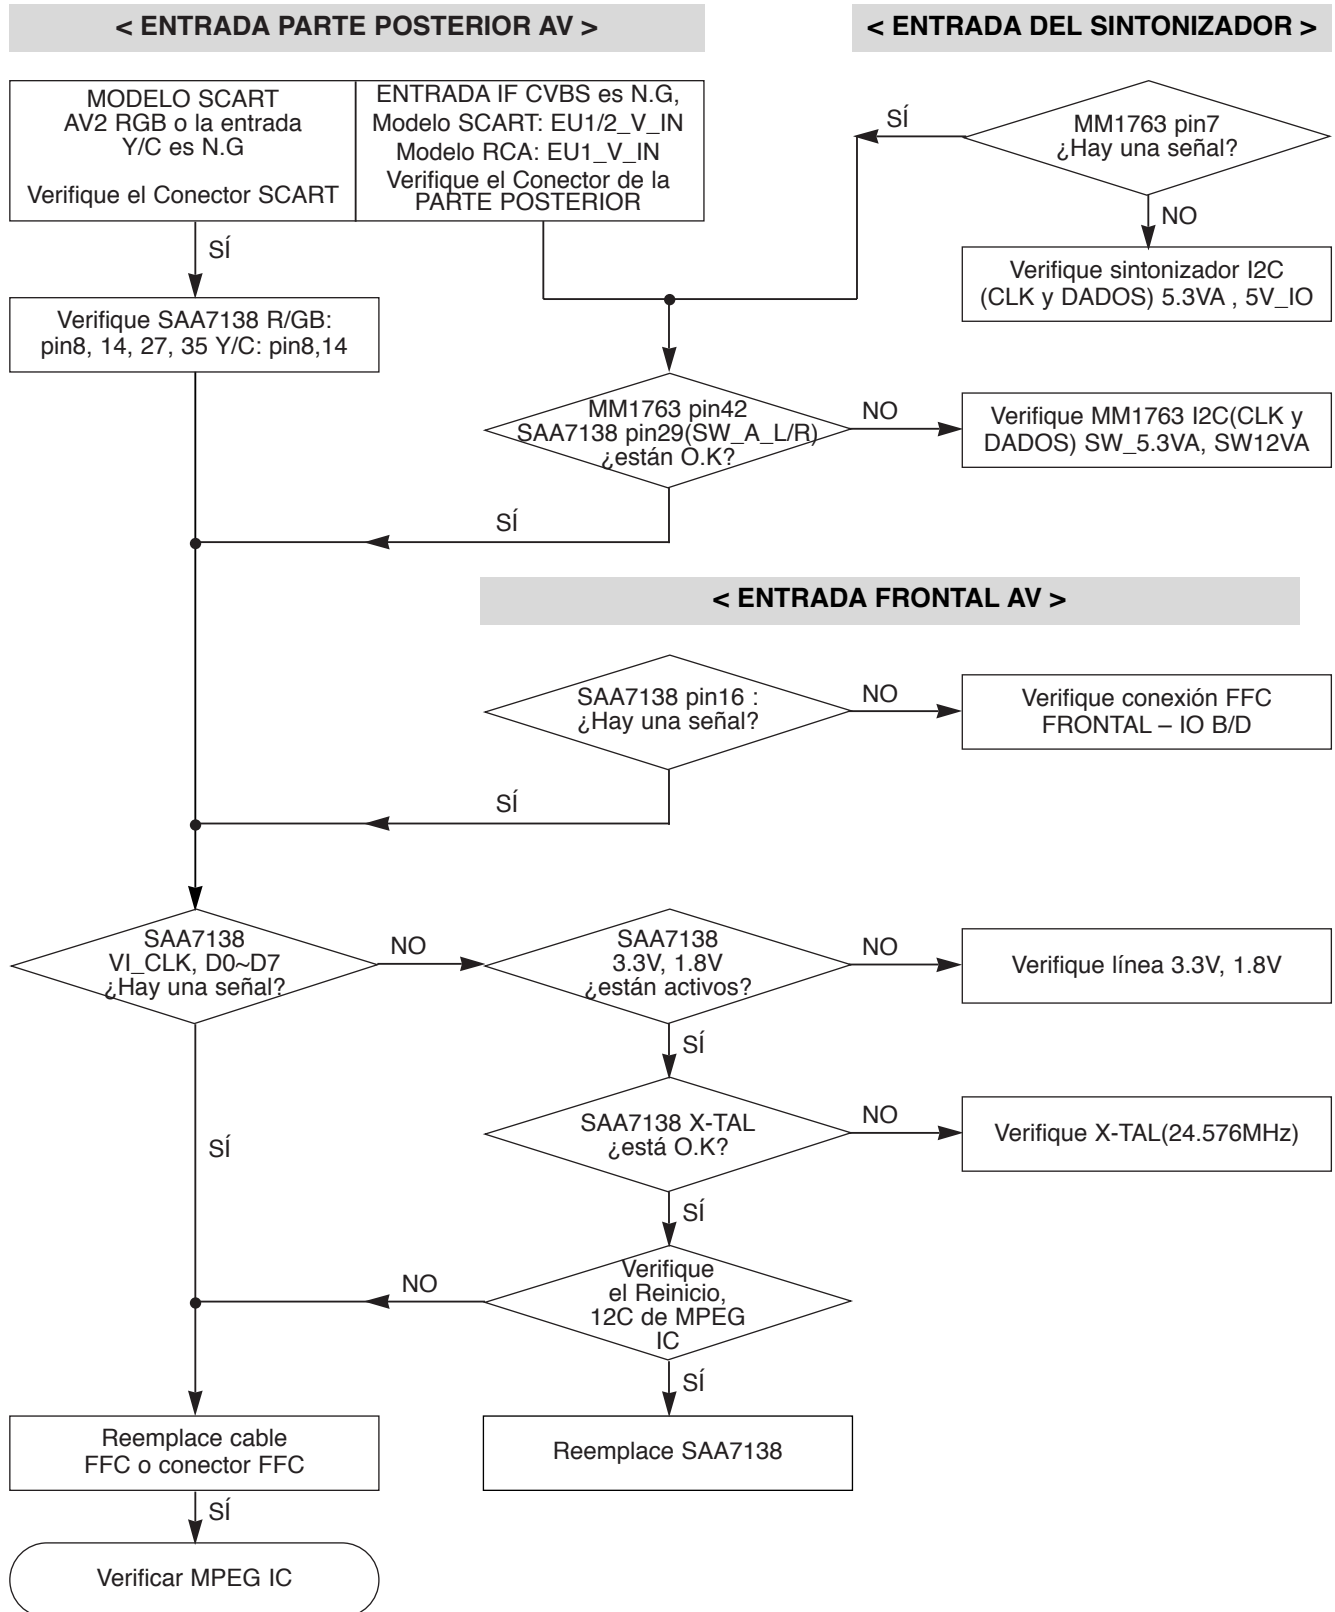 < ENTRADA PARTE POSTERIOR AV >
MODELO SCART
AV2 RGB o la entrada
Y/C es N.G
Verifique el Conector SCART
ENTRADA IF CVBS es N.G,
Modelo SCART: EU1/2_V_IN
Modelo RCA: EU1_V_IN
Verifique el Conector de la
PARTE POSTERIOR
< ENTRADA DEL SINTONIZADOR >
MM1763 pin7
¿Hay una señal?
SÍ
NO
Verifique sintonizador I2C
(CLK y DADOS) 5.3VA , 5V_IO
SÍ
Verifique SAA7138 R/GB:
pin8, 14, 27, 35 Y/C: pin8,14
MM1763 pin42
SAA7138 pin29(SW_A_L/R)
¿están O.K?
NO
Verifique MM1763 I2C(CLK y
DADOS) SW_5.3VA, SW12VA
SÍ
< ENTRADA FRONTAL AV >
SAA7138 pin16 :
¿Hay una señal?
NO
Verifique conexión FFC
FRONTAL – IO B/D
SÍ
SAA7138
VI_CLK, D0~D7
¿Hay una señal?
NO
SAA7138
3.3V, 1.8V
¿están activos?
NO
Verifique línea 3.3V, 1.8V
SÍ
SAA7138 X-TAL
¿está O.K?
NO
Verifique X-TAL(24.576MHz)
SÍ
SÍ
Verifique
el Reinicio,
12C de MPEG
IC
NO
SÍ
Reemplace cable
FFC o conector FFC
Reemplace SAA7138
SÍ
Verificar MPEG IC